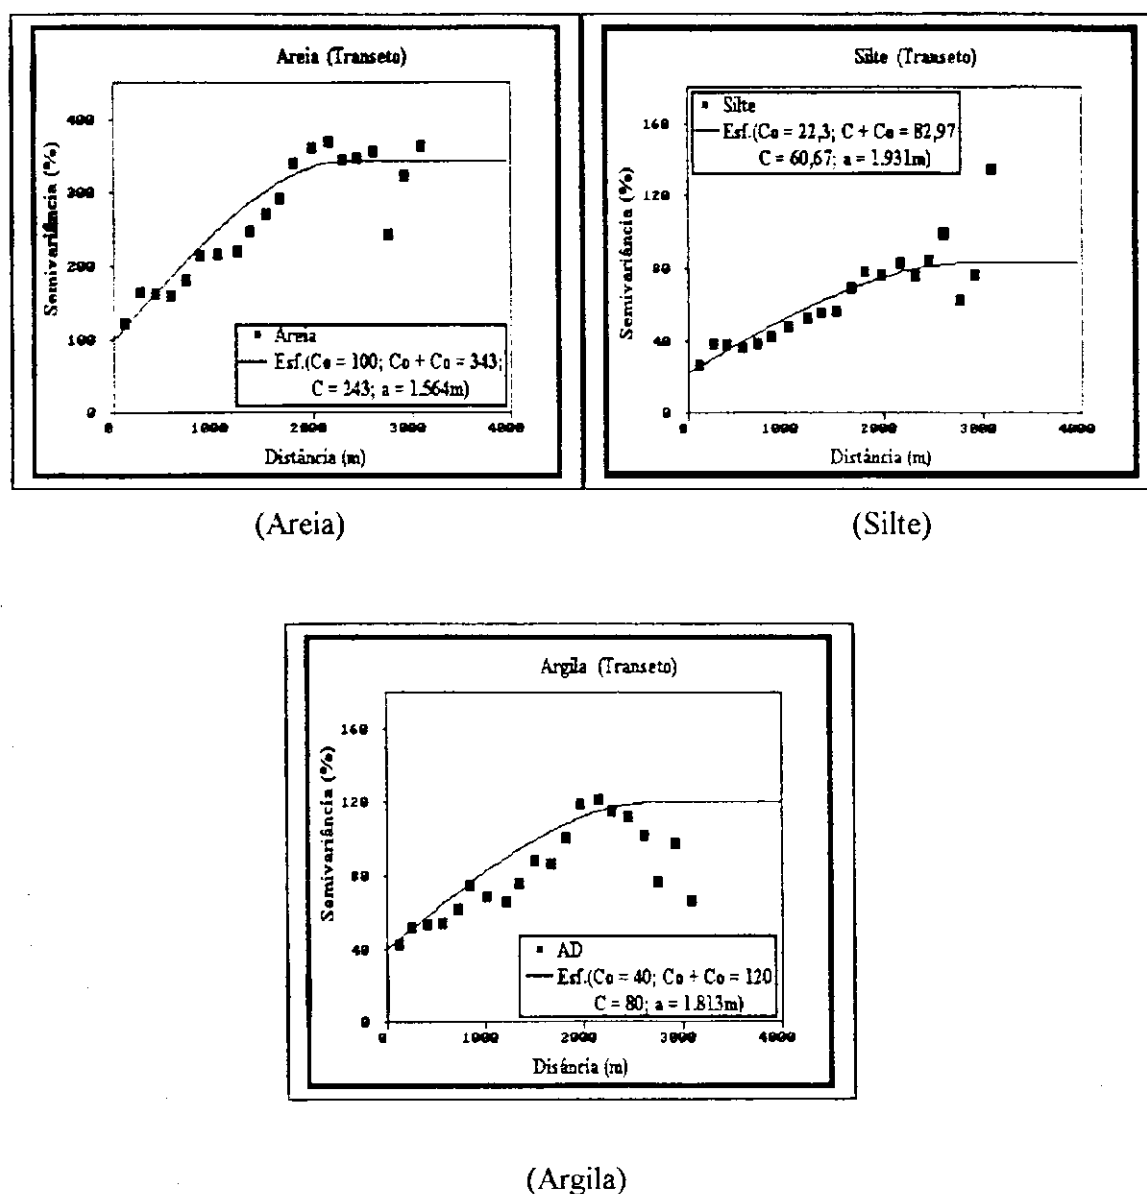 Areia (Transeto)
Semivariância (%)
400
300
200
100
0
0 1000 2000 3000 4000
Distância (m)
Areia
Esf.(Co = 100; Co + Co = 343;
C = 243; a = 1.564m)
(Areia)
Silte (Transeto)
Semivariância (%)
160
120
80
40
0
0 1000 2000 3000 4000
Distância (m)
Silte
Esf.(Co = 22,3; C + Co = 82,97
C = 60,67; a = 1.931m)
(Silte)
Argila (Transeto)
Semivariância (%)
160
120
80
40
0
0 1000 2000 3000 4000
Disância (m)
AD
Esf.(Co = 40; Co + Co = 120
C = 80; a = 1.813m)
(Argila)